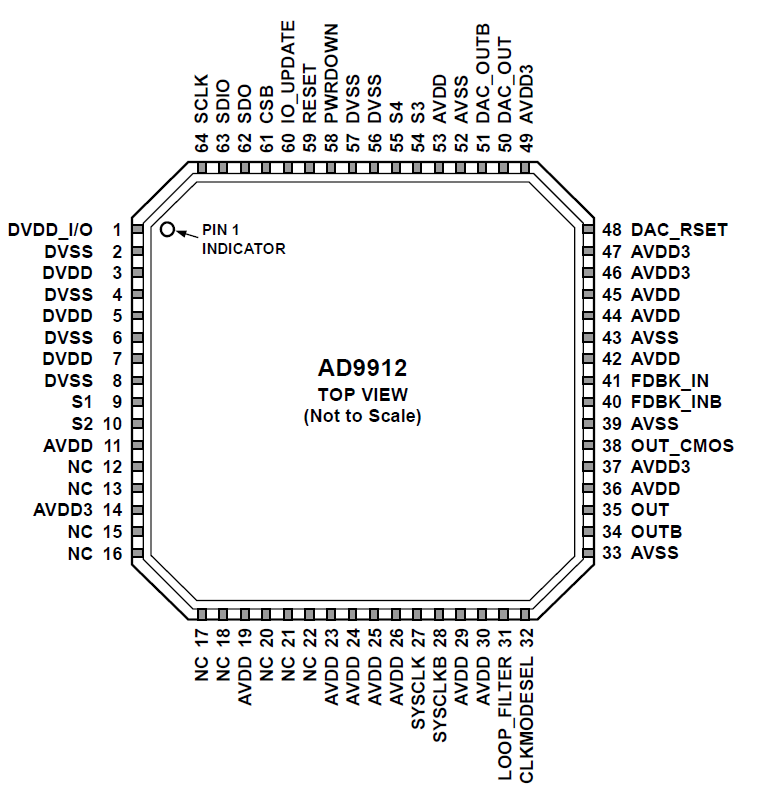 64 SCLK
63 SDIO
62 SDO
61 CSB
60 IO_UPDATE
59 RESET
58 PWRDOWN
57 DVSS
56 DVSS
55 S4
54 S3
53 AVDD
52 AVSS
51 DAC_OUTB
50 DAC_OUT
49 AVDD3
DVDD_I/O 1
DVSS 2
DVDD 3
DVSS 4
DVDD 5
DVSS 6
DVDD 7
DVSS 8
S1 9
S2 10
AVDD 11
NC 12
NC 13
AVDD3 14
NC 15
NC 16
PIN 1
INDICATOR
AD9912
TOP VIEW
(Not to Scale)
48 DAC_RSET
47 AVDD3
46 AVDD3
45 AVDD
44 AVDD
43 AVSS
42 AVDD
41 FDBK_IN
40 FDBK_INB
39 AVSS
38 OUT_CMOS
37 AVDD3
36 AVDD
35 OUT
34 OUTB
33 AVSS
NC 17
NC 18
AVDD 19
NC 20
NC 21
NC 22
AVDD 23
AVDD 24
AVDD 25
AVDD 26
SYSCLK 27
SYSCLKB 28
AVDD 29
AVDD 30
LOOP_FILTER 31
CLKMODESEL 32